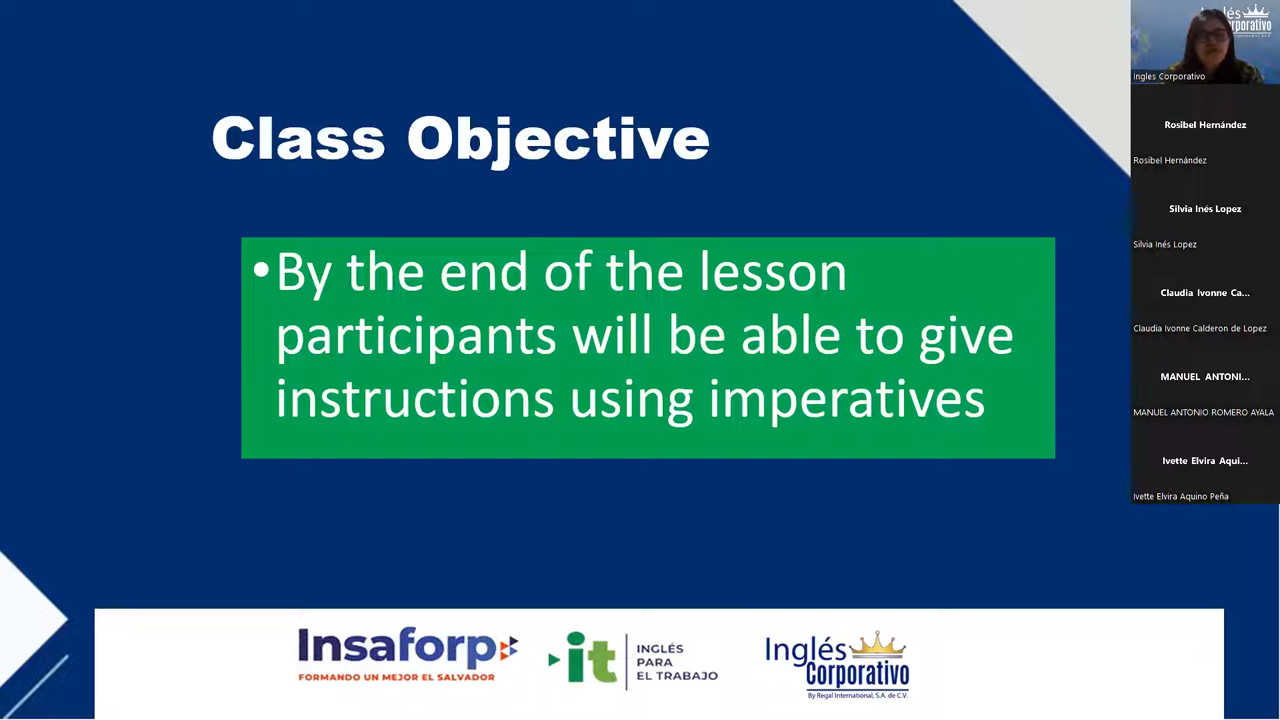 Class Objective
•By the end of the lesson
participants will be able to give
instructions using imperatives
Insaforp
FORMANDO UN MEJOR EL SALVADOR
it
INGLÉS
PARA
EL TRABAJO
Inglés
Corporativo
By Regal International, S.A. de C.V.
Ingles Corporativo
Rosibel Hernández
Rosibel Hernández
Silvia Inés Lopez
Silvia Inés Lopez
Claudia Ivonne Ca...
Claudia Ivonne Calderon de Lopez
MANUEL ANTONI...
MANUEL ANTONIO ROMERO AYALA
Ivette Elvira Aqui...
Ivette Elvira Aquino Peña